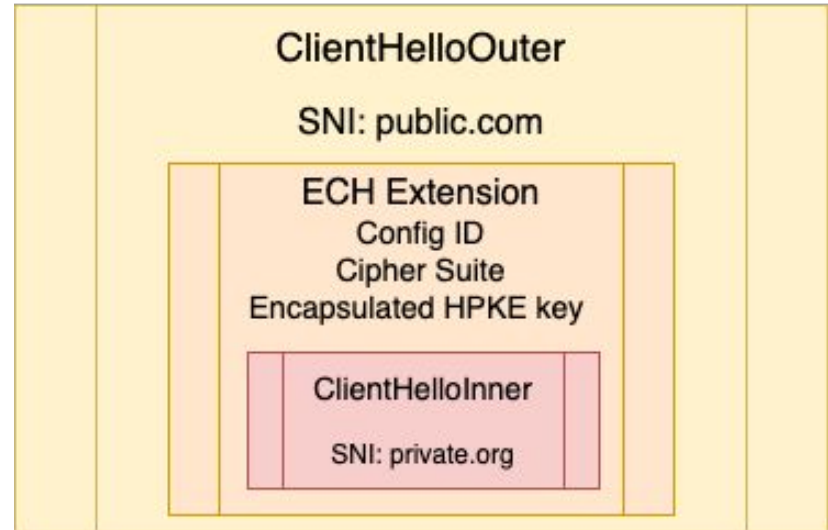 ClientHelloOuter
SNI: public.com
ECH Extension
Config ID
Cipher Suite
Encapsulated HPKE key
ClientHelloInner
SNI: private.org